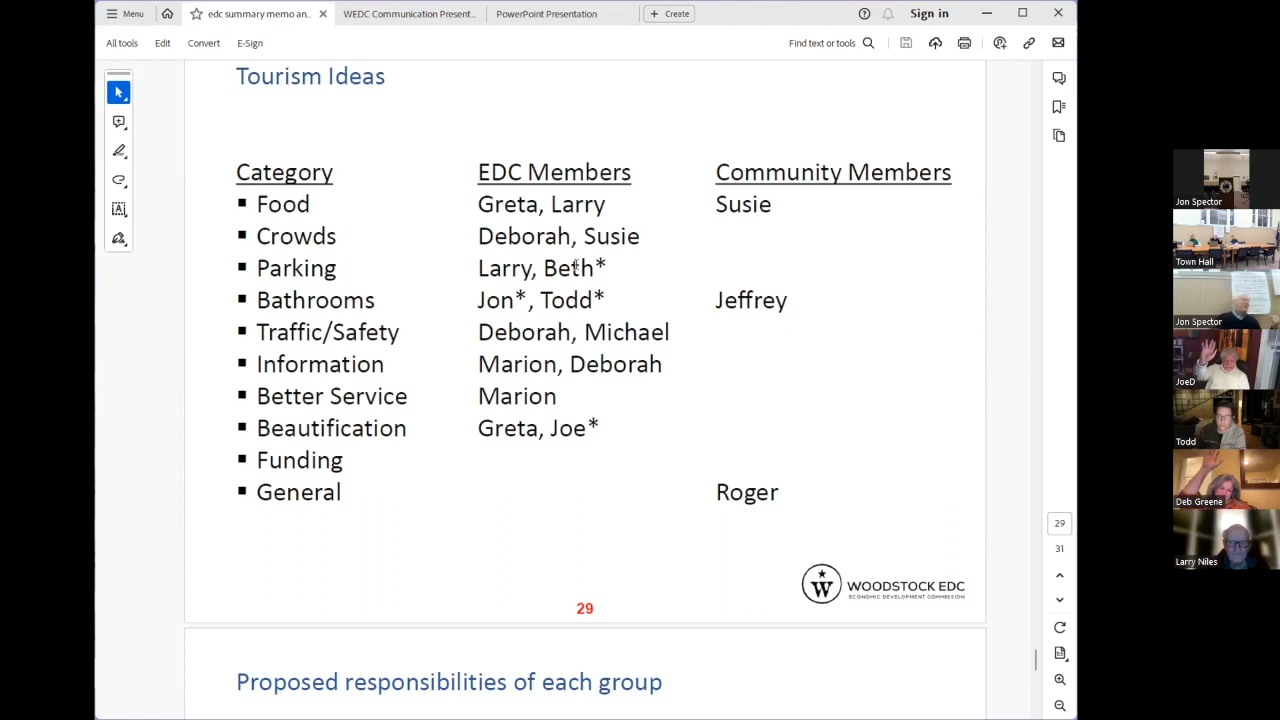 Menu
edc summary memo an...
WEDC Communication Present...
PowerPoint Presentation
Create
Sign in
All tools
Edit
Convert
E-Sign
Find text or tools
Tourism Ideas
Category EDC Members Community Members
▪ Food Greta, Larry Susie
▪ Crowds Deborah, Susie
▪ Parking Larry, Beth*
▪ Bathrooms Jon*, Todd* Jeffrey
▪ Traffic/Safety Deborah, Michael
▪ Information Marion, Deborah
▪ Better Service Marion
▪ Beautification Greta, Joe*
▪ Funding
▪ General Roger
W
WOODSTOCK EDC
ECONOMIC DEVELOPMENT COMMISSION
29
Proposed responsibilities of each group
29
31
Jon Spector
Town Hall
Jon Spector
JoeD
Todd
Deb Greene
Larry Niles